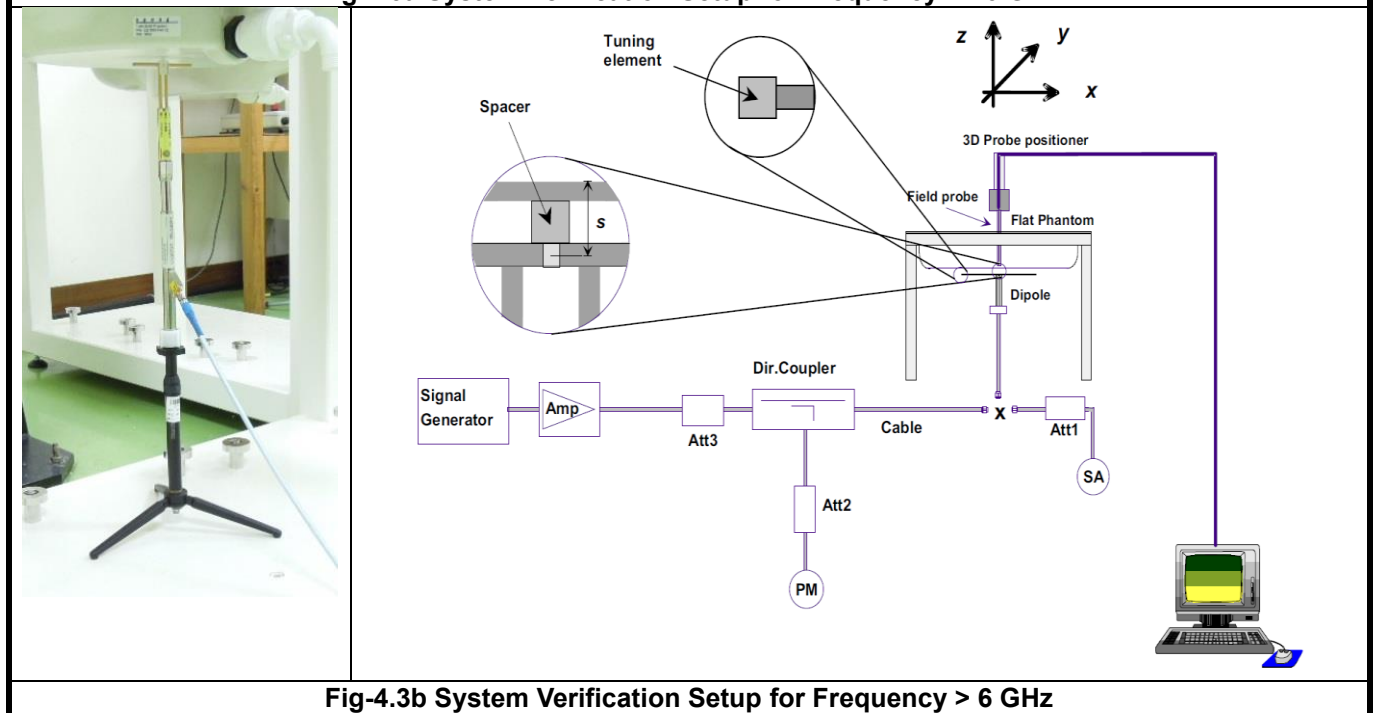 Tuning
element
z
y
x
Spacer
s
3D Probe positioner
Field probe
Flat Phantom
Dipole
Dir.Coupler
Signal
Generator
Amp
Att3
Cable
x
Att1
SA
Att2
PM
Fig-4.3b System Verification Setup for Frequency > 6 GHz